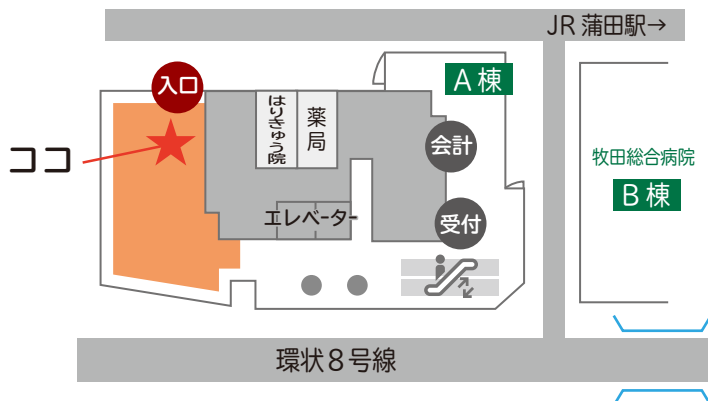 JR 蒲田駅→
入口
A 棟
はりきゅう院
薬局
会計
牧田総合病院
B 棟
ココ
エレベーター
受付
環状8号線